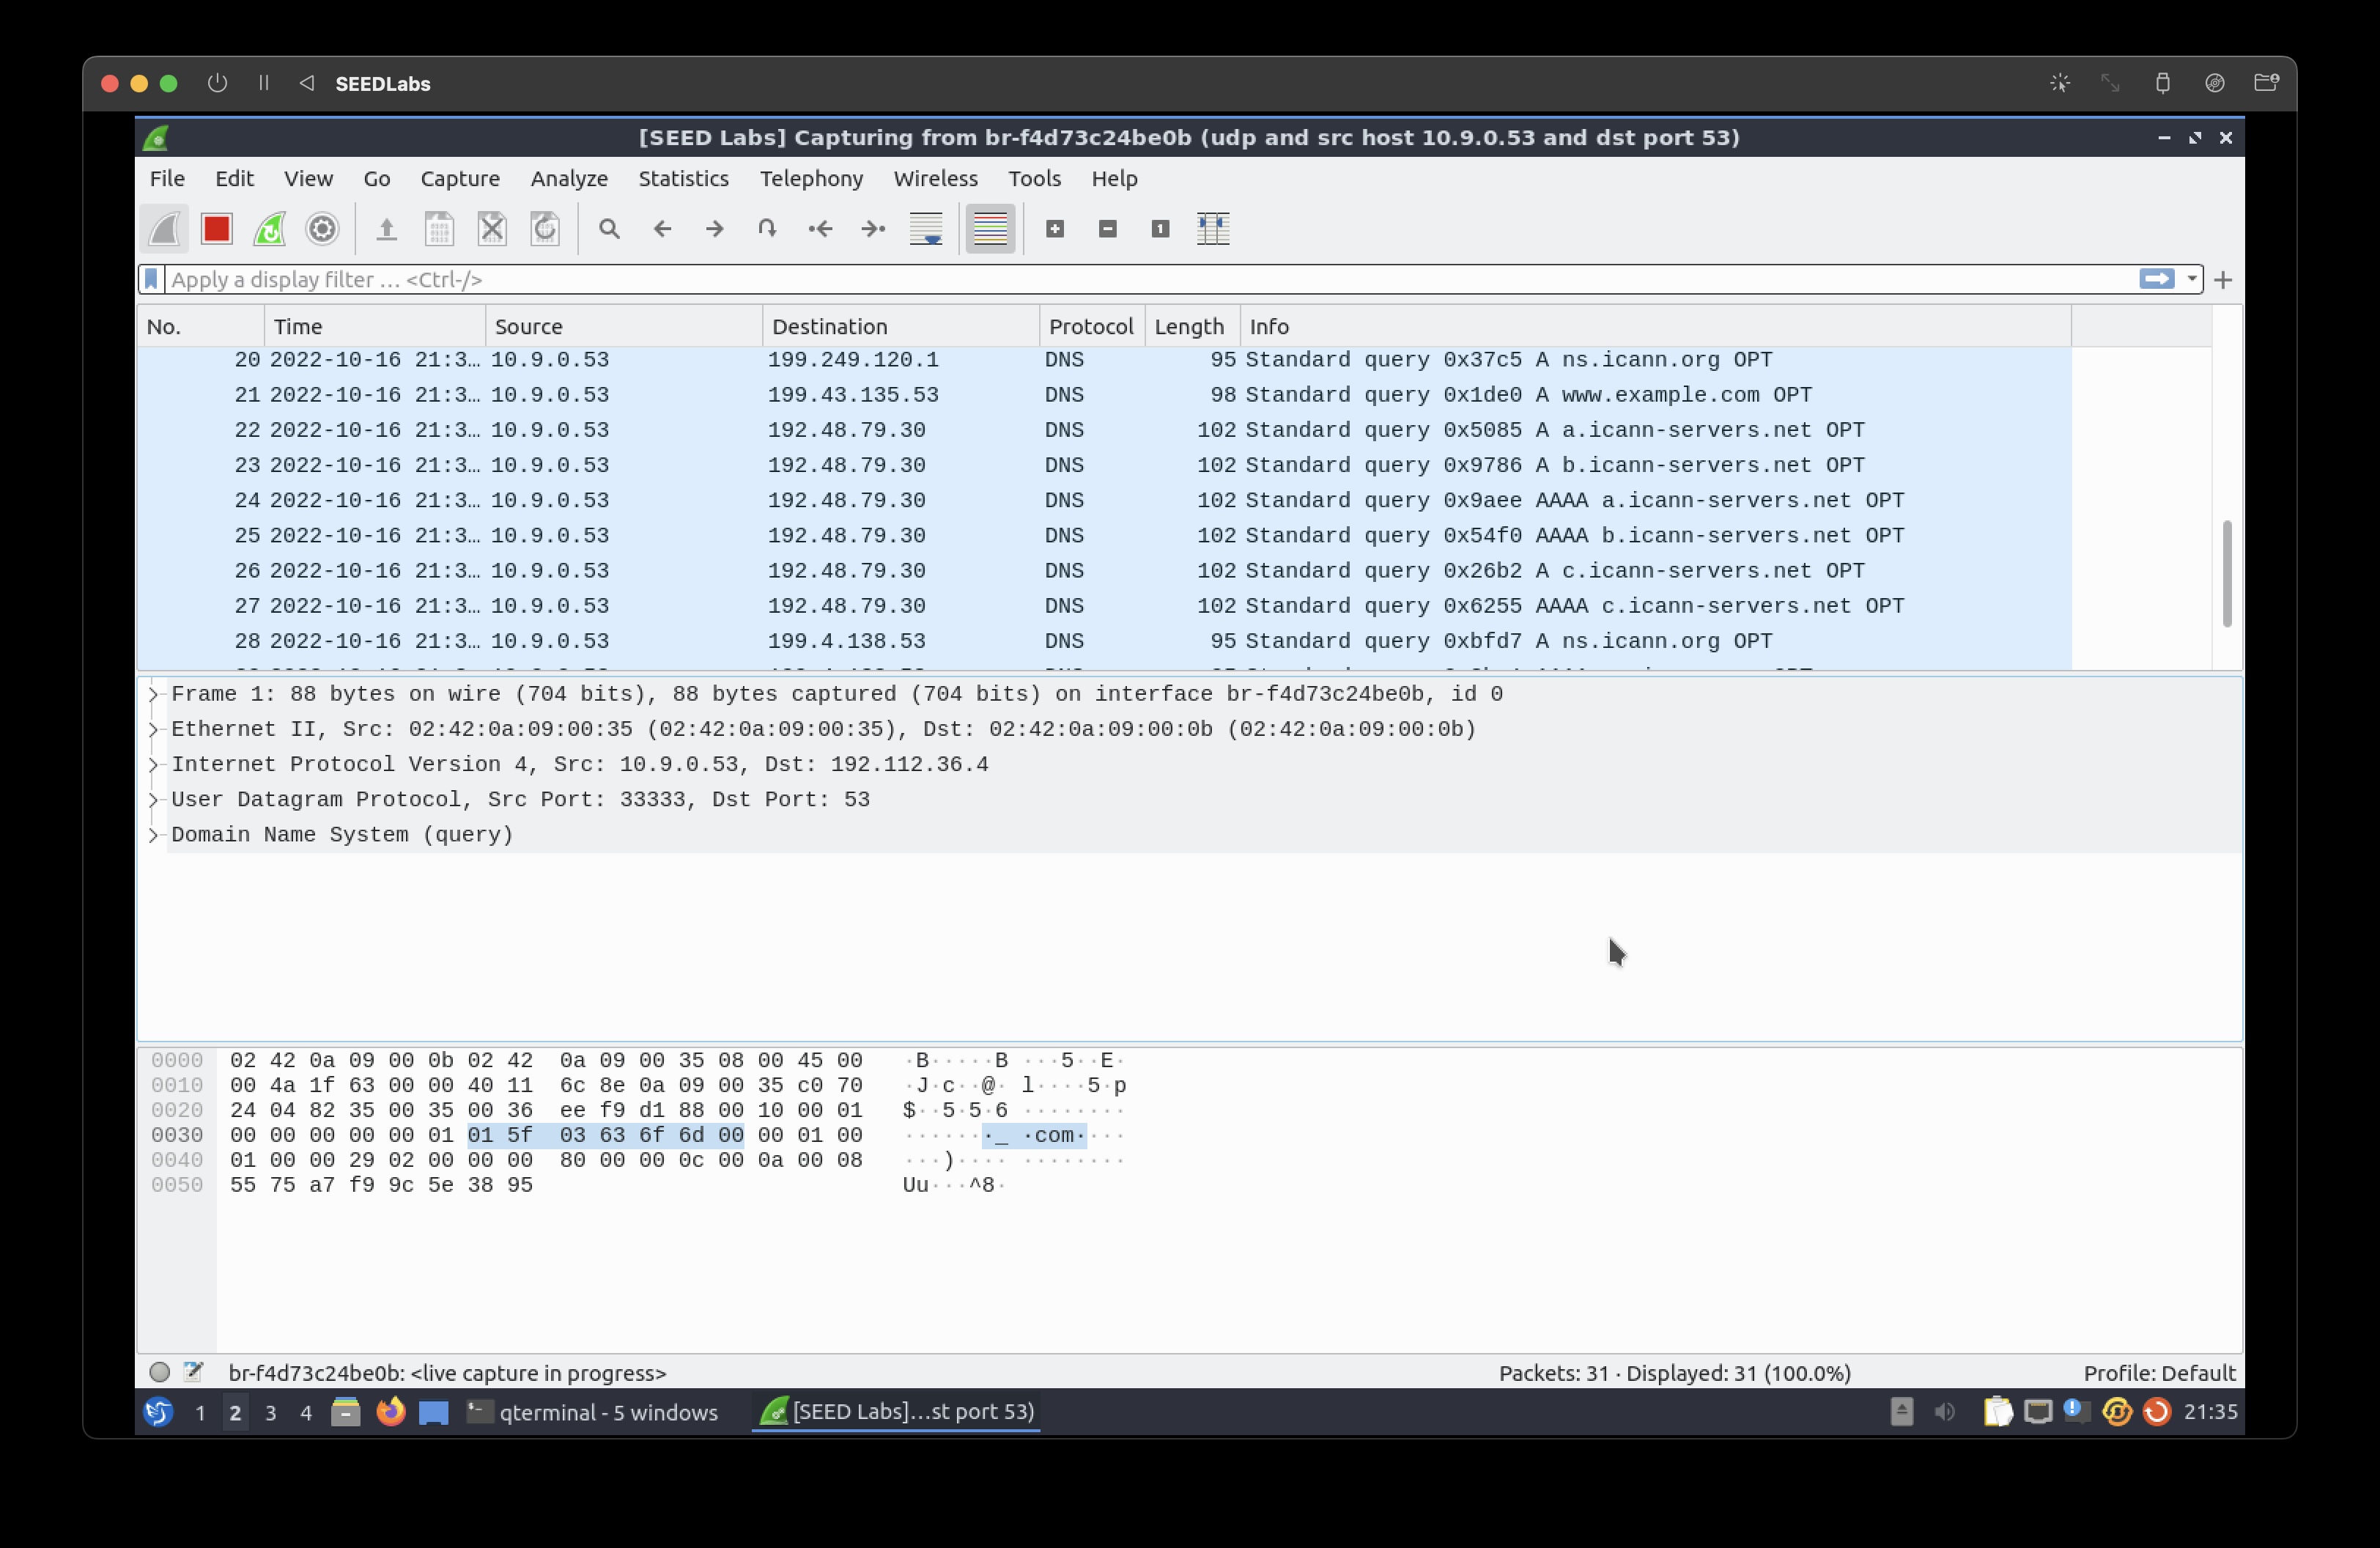 SEEDLabs
[SEED Labs] Capturing from br-f4d73c24be0b (udp and src host 10.9.0.53 and dst port 53)
File Edit View Go Capture Analyze Statistics Telephony Wireless Tools Help
Apply a display filter … <Ctrl-/>
No. Time Source Destination Protocol Length Info
20 2022-10-16 21:3… 10.9.0.53 199.249.120.1 DNS 95 Standard query 0x37c5 A ns.icann.org OPT
21 2022-10-16 21:3… 10.9.0.53 199.43.135.53 DNS 98 Standard query 0x1de0 A www.example.com OPT
22 2022-10-16 21:3… 10.9.0.53 192.48.79.30 DNS 102 Standard query 0x5085 A a.icann-servers.net OPT
23 2022-10-16 21:3… 10.9.0.53 192.48.79.30 DNS 102 Standard query 0x9786 A b.icann-servers.net OPT
24 2022-10-16 21:3… 10.9.0.53 192.48.79.30 DNS 102 Standard query 0x9aee AAAA a.icann-servers.net OPT
25 2022-10-16 21:3… 10.9.0.53 192.48.79.30 DNS 102 Standard query 0x54f0 AAAA b.icann-servers.net OPT
26 2022-10-16 21:3… 10.9.0.53 192.48.79.30 DNS 102 Standard query 0x26b2 A c.icann-servers.net OPT
27 2022-10-16 21:3… 10.9.0.53 192.48.79.30 DNS 102 Standard query 0x6255 AAAA c.icann-servers.net OPT
28 2022-10-16 21:3… 10.9.0.53 199.4.138.53 DNS 95 Standard query 0xbfd7 A ns.icann.org OPT
Frame 1: 88 bytes on wire (704 bits), 88 bytes captured (704 bits) on interface br-f4d73c24be0b, id 0
Ethernet II, Src: 02:42:0a:09:00:35 (02:42:0a:09:00:35), Dst: 02:42:0a:09:00:0b (02:42:0a:09:00:0b)
Internet Protocol Version 4, Src: 10.9.0.53, Dst: 192.112.36.4
User Datagram Protocol, Src Port: 33333, Dst Port: 53
Domain Name System (query)
0000 02 42 0a 09 00 0b 02 42 0a 09 00 35 08 00 45 00 ·B·····B ···5··E·
0010 00 4a 1f 63 00 00 40 11 6c 8e 0a 09 00 35 c0 70 ·J·c··@· l····5·p
0020 24 04 82 35 00 35 00 36 ee f9 d1 88 00 10 00 01 $··5·5·6 ········
0030 00 00 00 00 00 01 01 5f 03 63 6f 6d 00 00 01 00 ·······_ ·com····
0040 01 00 00 29 02 00 00 00 80 00 00 0c 00 0a 00 08 ···)···· ········
0050 55 75 a7 f9 9c 5e 38 95 Uu···^8·
br-f4d73c24be0b: <live capture in progress> Packets: 31 · Displayed: 31 (100.0%) Profile: Default
1 2 3 4 qterminal - 5 windows [SEED Labs]…st port 53) 21:35